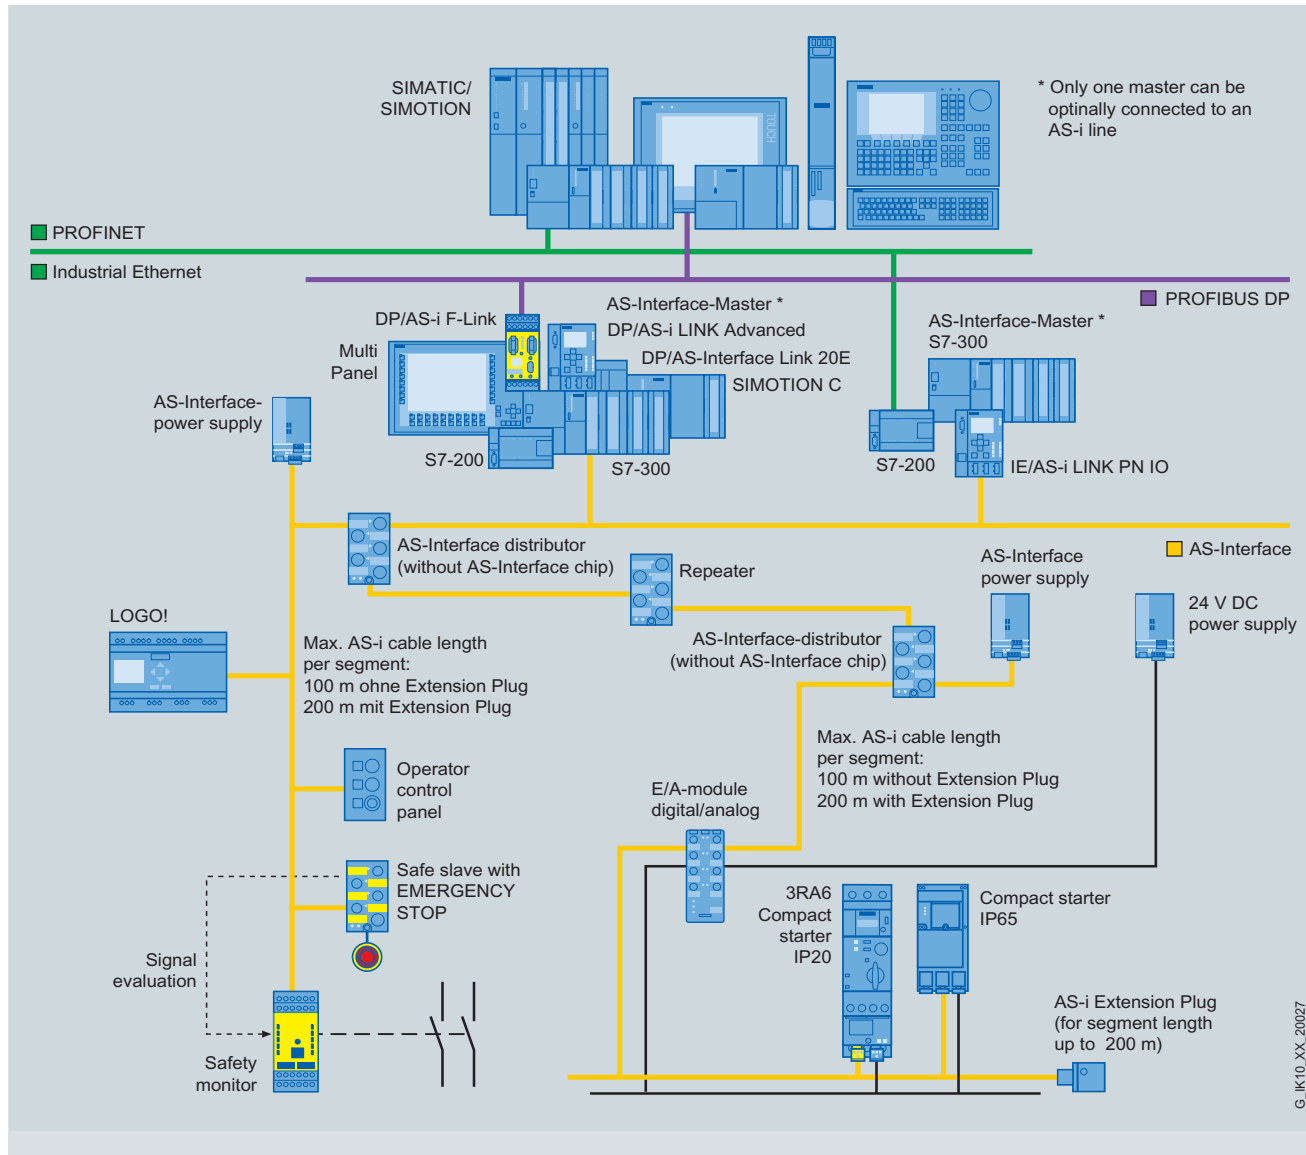 SIMATIC/
SIMOTION
TOUCH
* Only one master can be
optinally connected to an
AS-i line
PROFINET
Industrial Ethernet
PROFIBUS DP
DP/AS-i F-Link
AS-Interface-Master *
DP/AS-i LINK Advanced
DP/AS-Interface Link 20E
SIMOTION C
Multi
Panel
S7-200
S7-300
AS-Interface-Master *
S7-300
S7-200
IE/AS-i LINK PN IO
AS-Interface-
power supply
AS-Interface distributor
(without AS-Interface chip)
Repeater
AS-Interface
AS-Interface
power supply
24 V DC
power supply
LOGO!
Max. AS-i cable length
per segment:
100 m ohne Extension Plug
200 m mit Extension Plug
AS-Interface-distributor
(without AS-Interface chip)
Max. AS-i cable length
per segment:
100 m without Extension Plug
200 m with Extension Plug
Operator
control
panel
E/A-module
digital/analog
Safe slave with
EMERGENCY
STOP
3RA6
Compact
starter
IP20
Compact starter
IP65
Signal
evaluation
Safety
monitor
AS-i Extension Plug
(for segment length
up to 200 m)
G_IK10_XX_20027